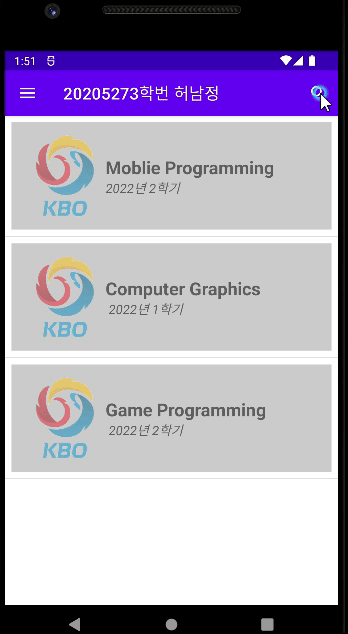 1:51
20205273학번 허남정
Moblie Programming
2022년 2학기
KBO
Computer Graphics
2022년 1학기
KBO
Game Programming
2022년 2학기
KBO